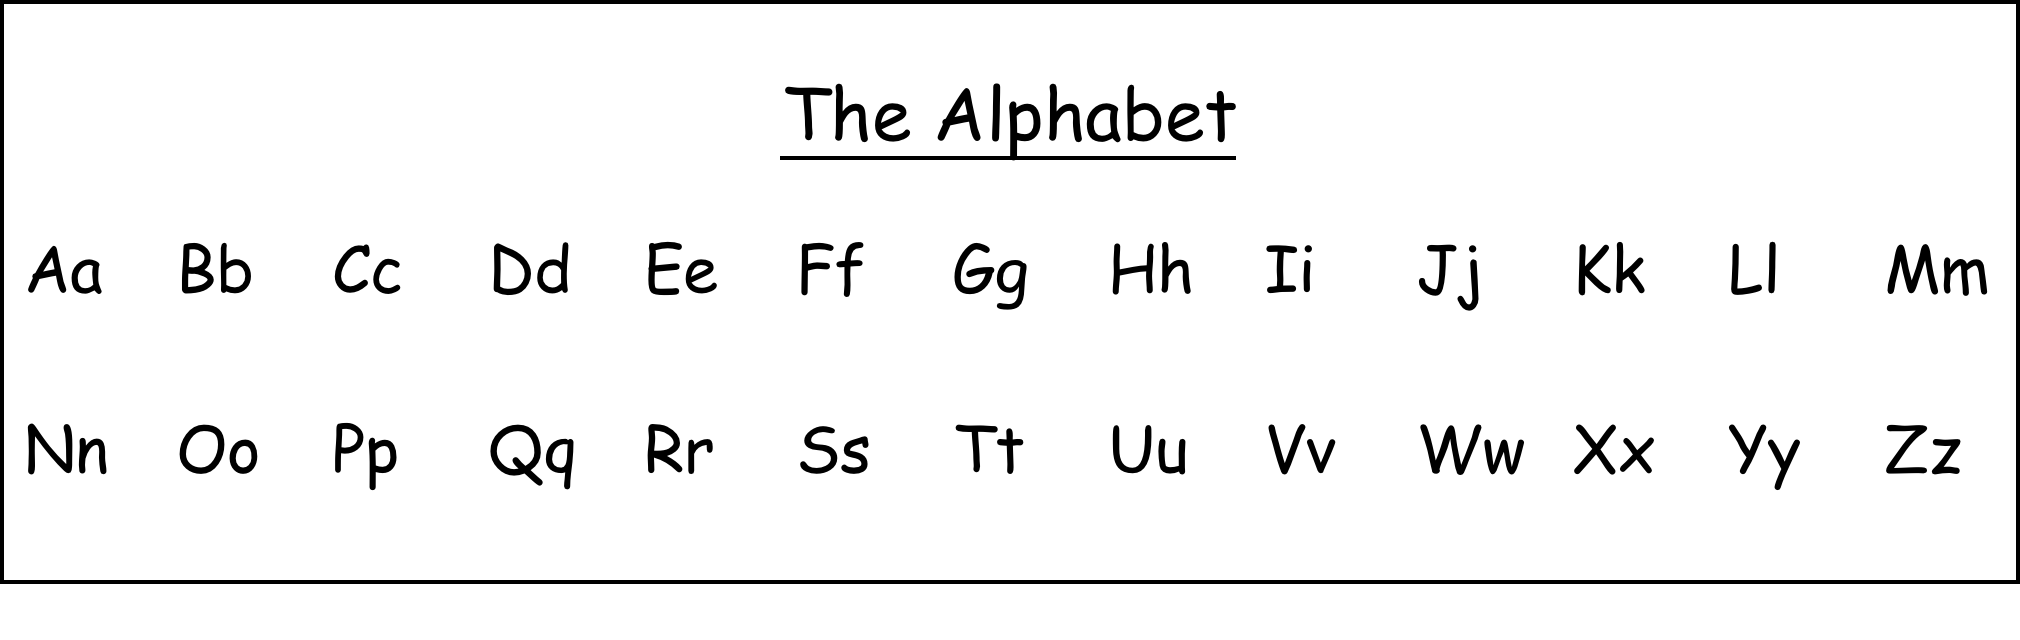 The Alphabet
Aa Bb Cc Dd Ee Ff Gg Hh Ii Jj Kk Ll Mm
Nn Oo Pp Qq Rr Ss Tt Uu Vv Ww Xx Yy Zz